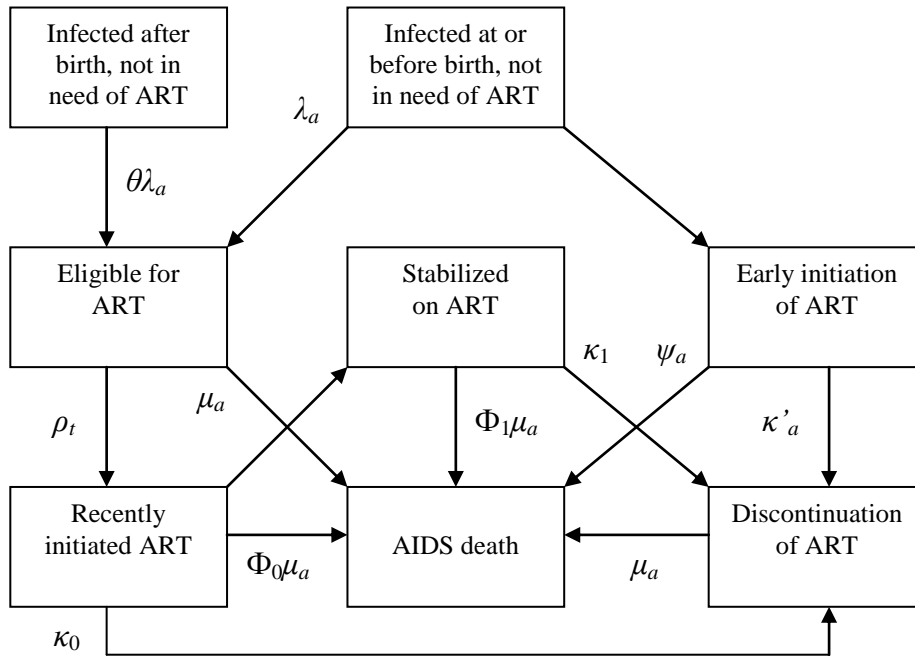 Infected after
birth, not in
need of ART
Infected at or
before birth, not
in need of ART
λa
θλa
Eligible for
ART
Stabilized
on ART
Early initiation
of ART
κ1
ψa
μa
ρt
Φ1μa
κ’a
Recently
initiated ART
AIDS death
Discontinuation
of ART
Φ0μa
μa
κ0